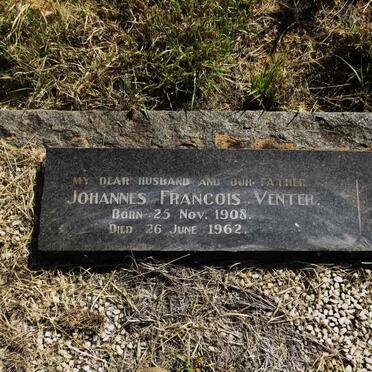 MY DEAR HUSBAND AND OUR FATHER
JOHANNES FRANCOIS VENTER.
BORN 25 NOV. 1908.
DIED 26 JUNE 1962.